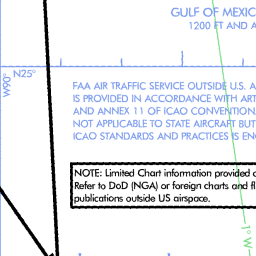 GULF OF MEXIC
1200 FT AND A
N25°
W90°
FAA AIR TRAFFIC SERVICE OUTSIDE U.S. A
IS PROVIDED IN ACCORDANCE WITH ART
AND ANNEX 11 OF ICAO CONVENTION.
NOT APPLICABLE TO STATE AIRCRAFT BUT
ICAO STANDARDS AND PRACTICES IS EN
NOTE: Limited Chart information provided o
Refer to DoD (NGA) or foreign charts and fl
publications outside US airspace.
1°W